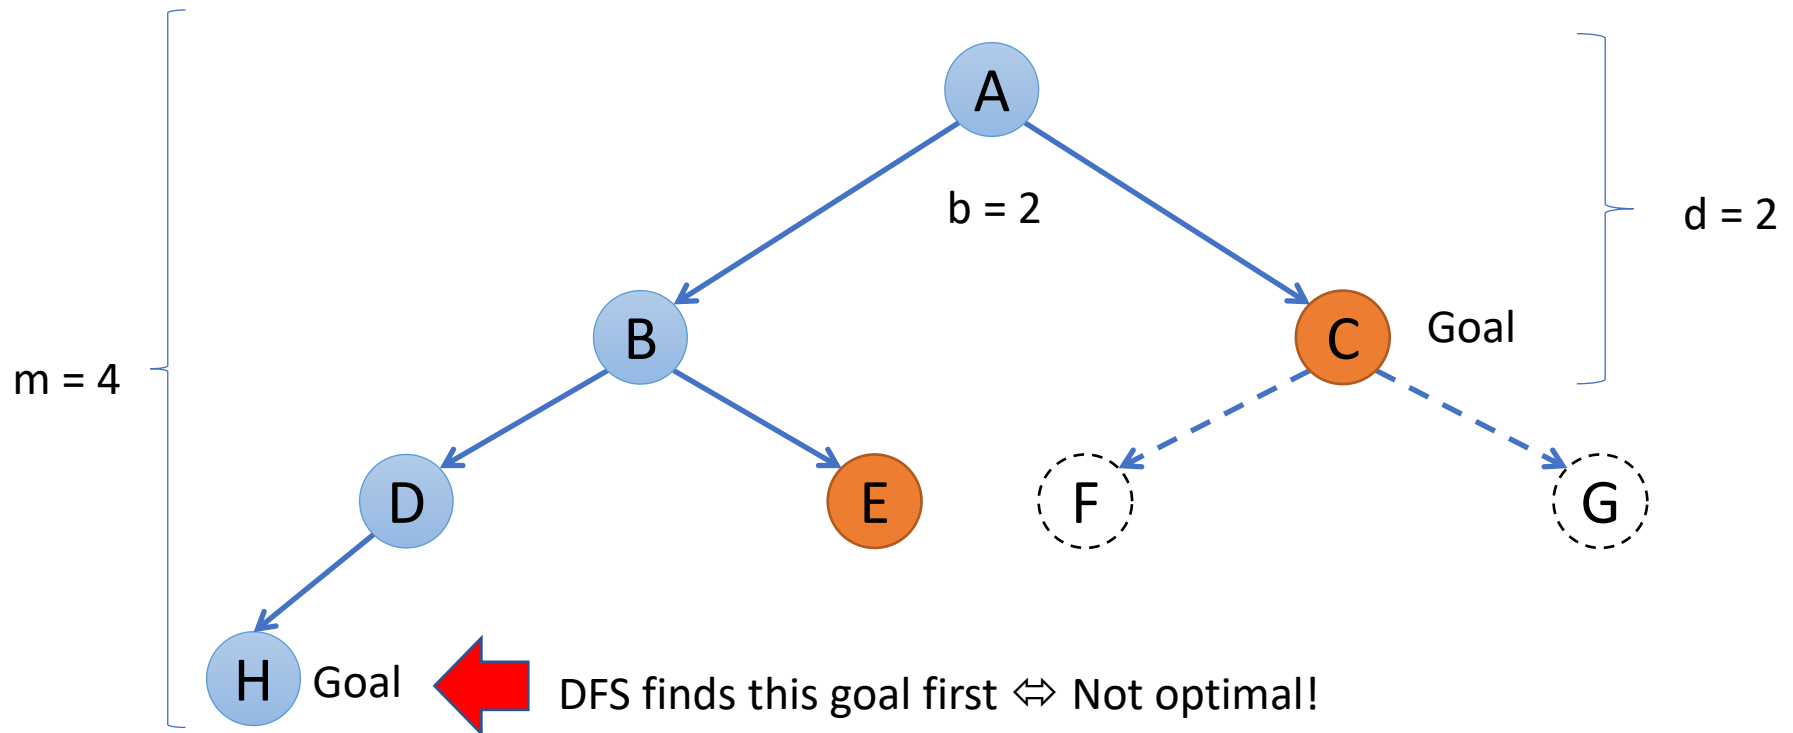 A
b = 2
d = 2
B
C
Goal
m = 4
D
E
F
G
H
Goal
DFS finds this goal first ⬄ Not optimal!